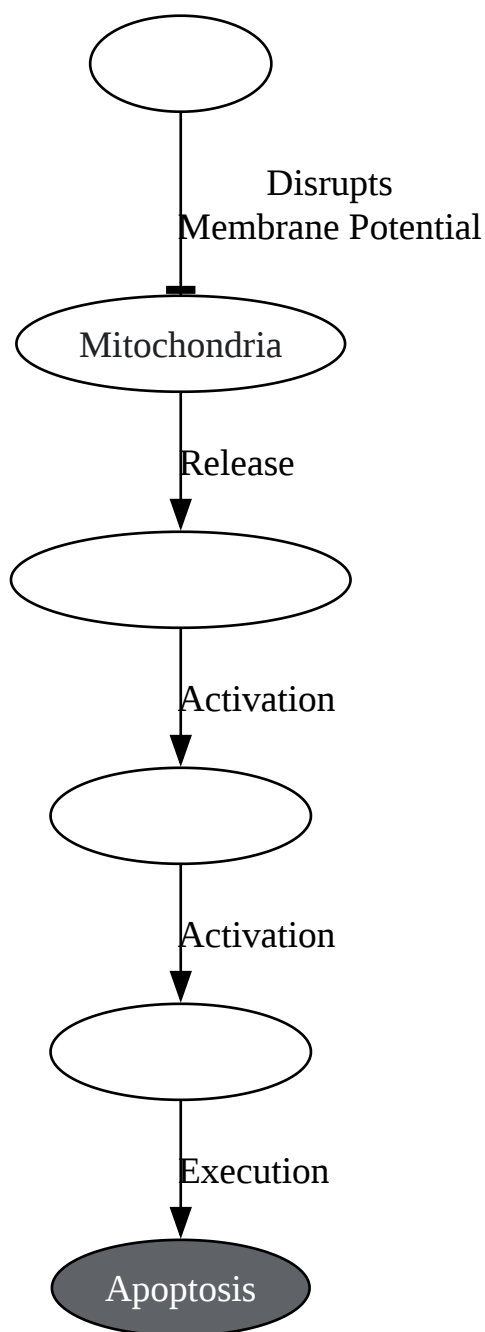 Disrupts
Membrane Potential
Mitochondria
Release
Activation
Activation
Execution
Apoptosis